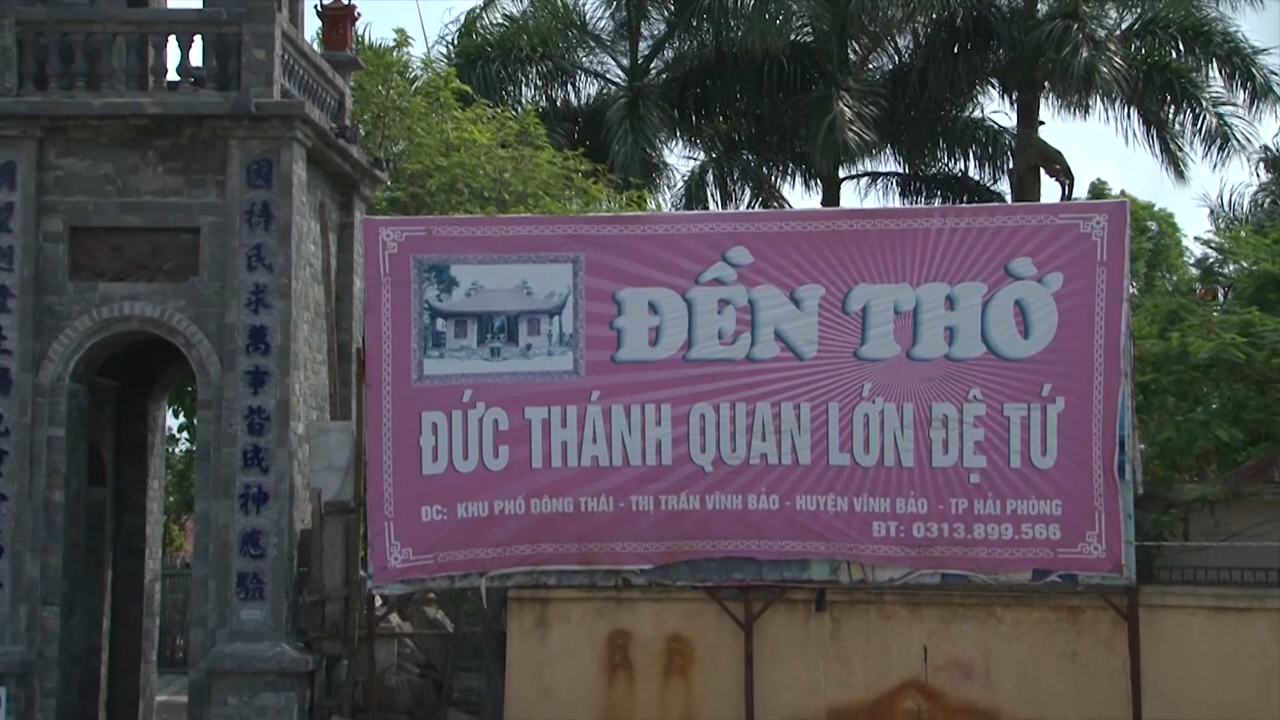 國
待
民
求
萬
事
皆
成
神
應
驗
ĐỀN THỜ
ĐỨC THÁNH QUAN LỚN ĐỆ TỨ
ĐC: KHU PHỐ ĐÔNG THÁI - THỊ TRẤN VĨNH BẢO - HUYỆN VĨNH BẢO - TP HẢI PHÒNG
ĐT: 0313.899.566